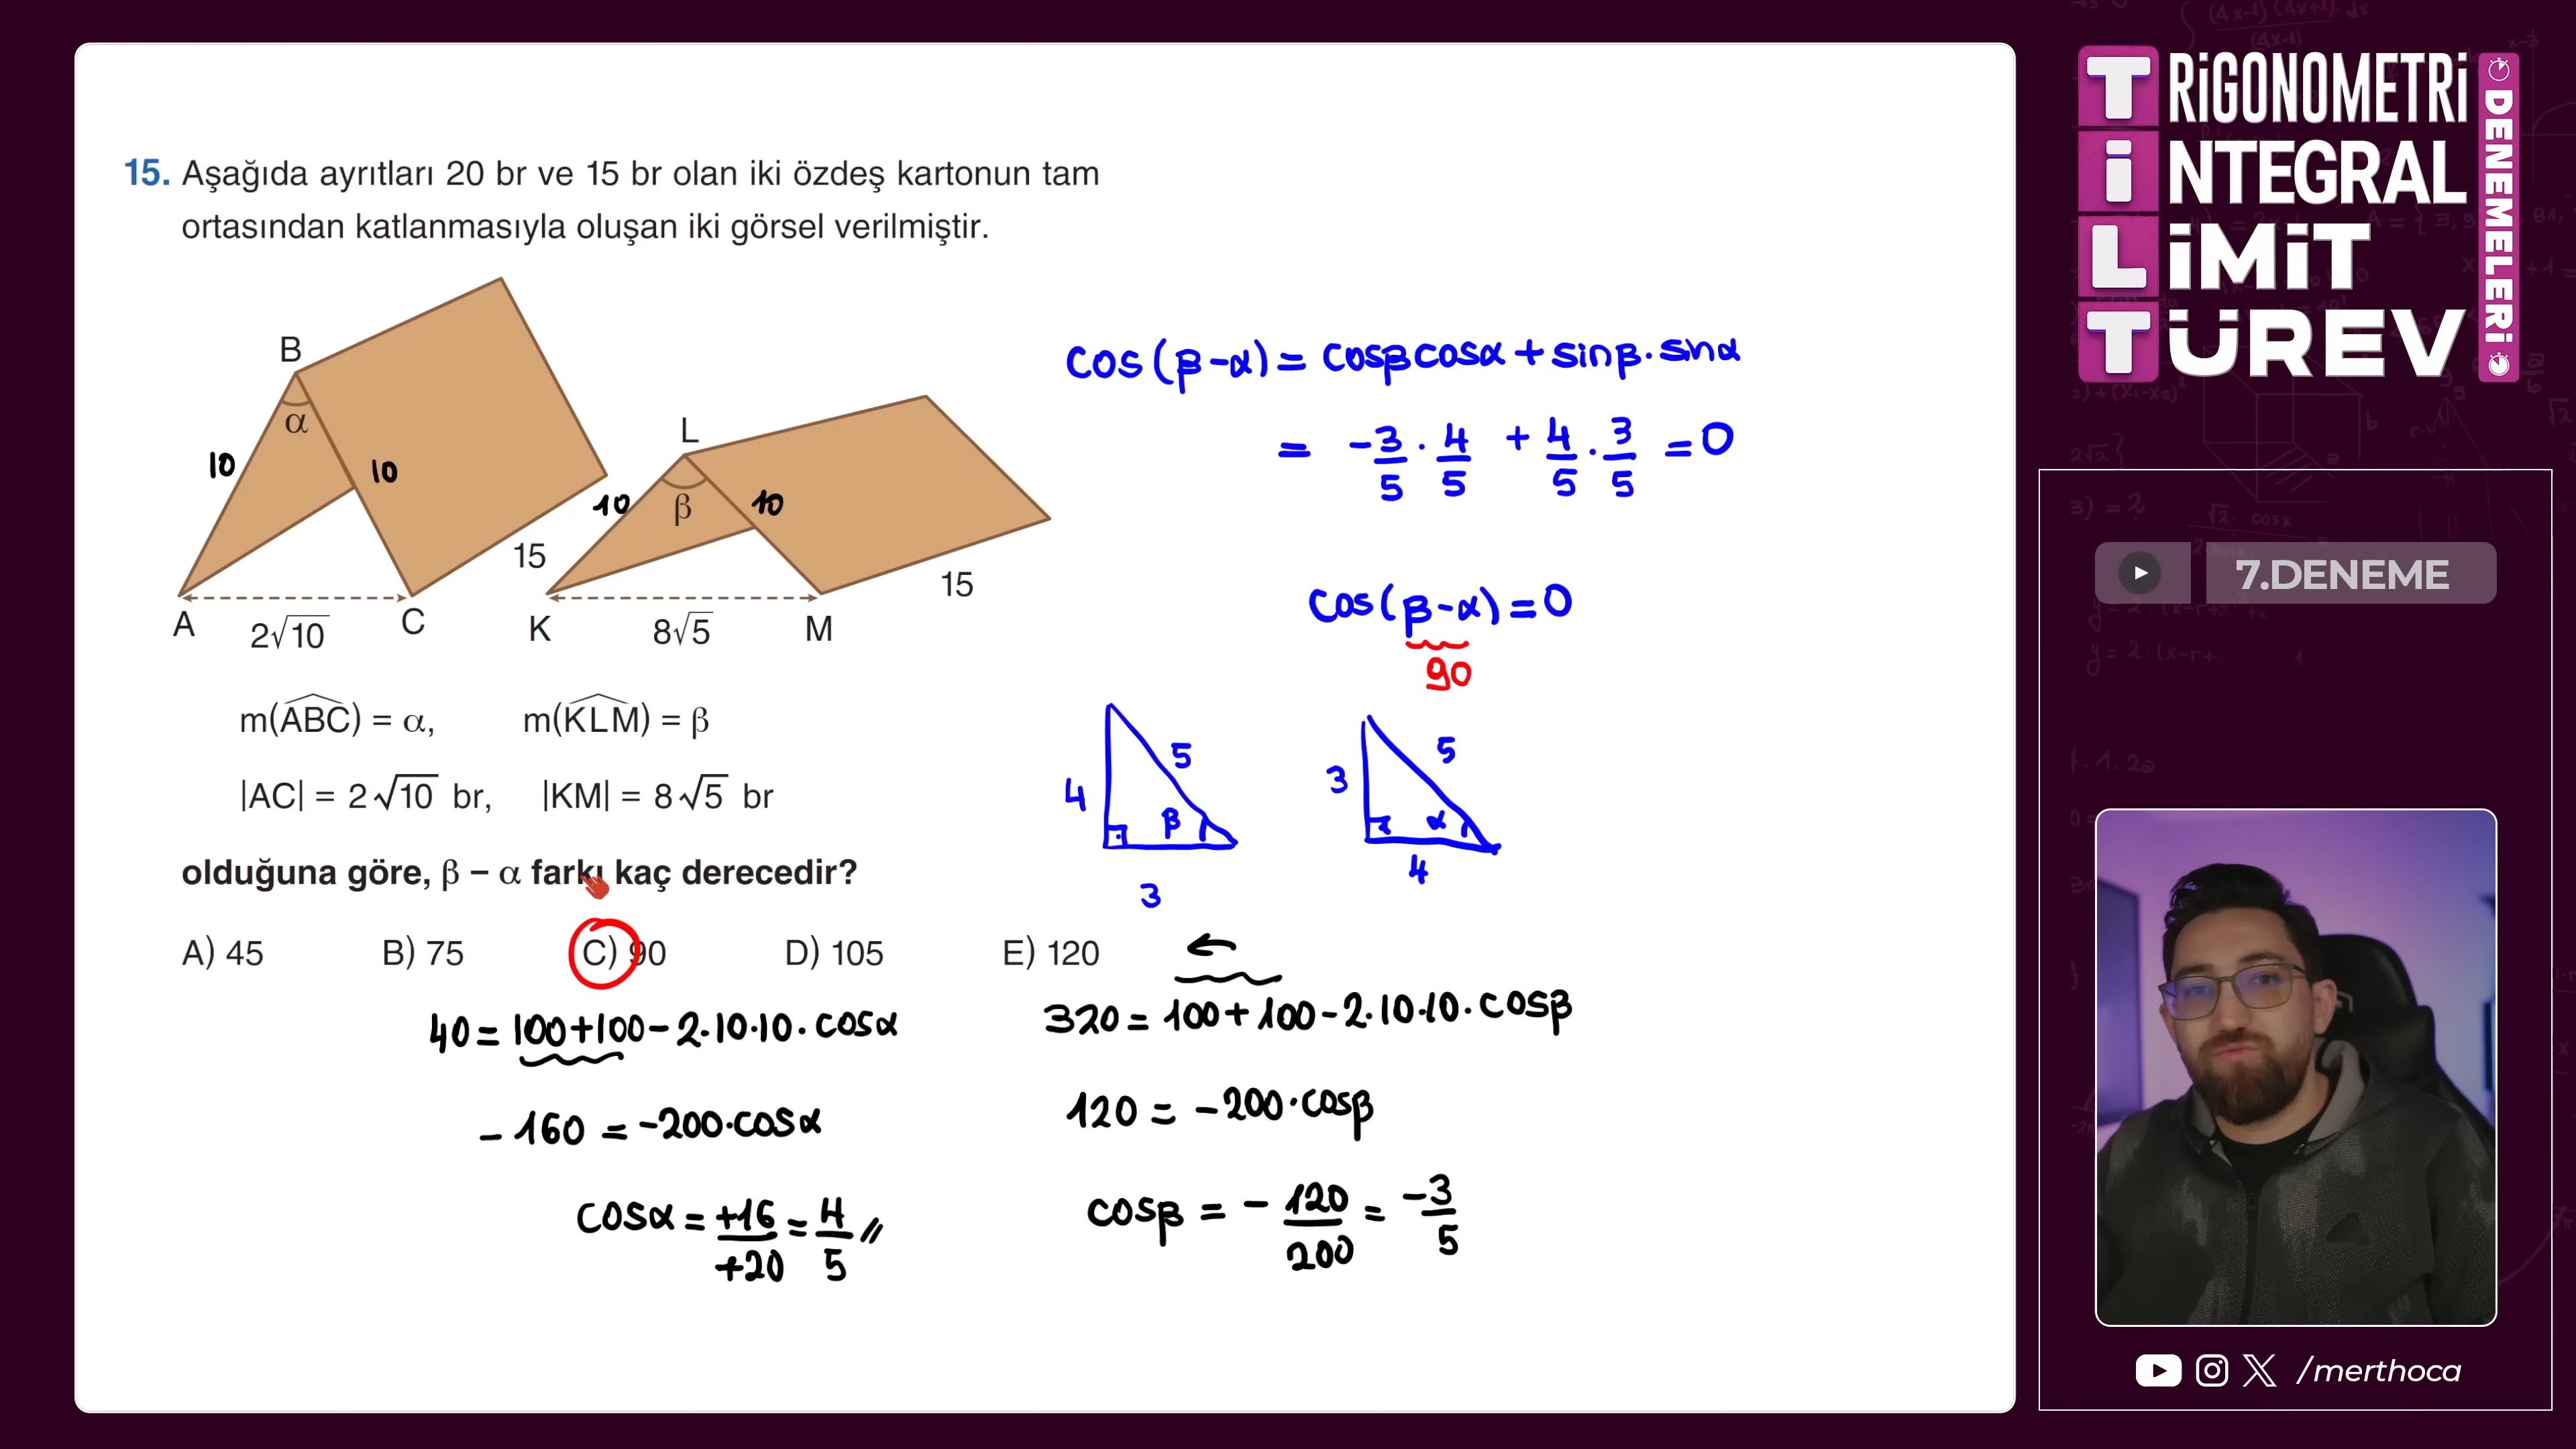 15. Aşağıda ayrıtları 20 br ve 15 br olan iki özdeş kartonun tam
ortasından katlanmasıyla oluşan iki görsel verilmiştir.
B
α
10
10
15
A
2√10
C
L
β
10
10
15
K
8√5
M
m(ABC) = α, m(KLM) = β
|AC| = 2√10 br, |KM| = 8√5 br
olduğuna göre, β − α farkı kaç derecedir?
A) 45 B) 75 C) 90 D) 105 E) 120
40 = 100+100 − 2.10.10. cosα
−160 = −200.cosα
cosα = +16/+20 = 4/5 //
320 = 100+100 − 2.10.10. cosβ
120 = −200.cosβ
cosβ = − 120/200 = −3/5
cos(β−α) = cosβ cosα + sinβ. sinα
= −3/5 . 4/5 + 4/5 . 3/5 = 0
cos(β−α) = 0
90
4
5
β
3
3
5
α
4
TRiGONOMETRi
iNTEGRAL
LiMiT
TÜREV
DENEMELERi
7.DENEME
/merthoca